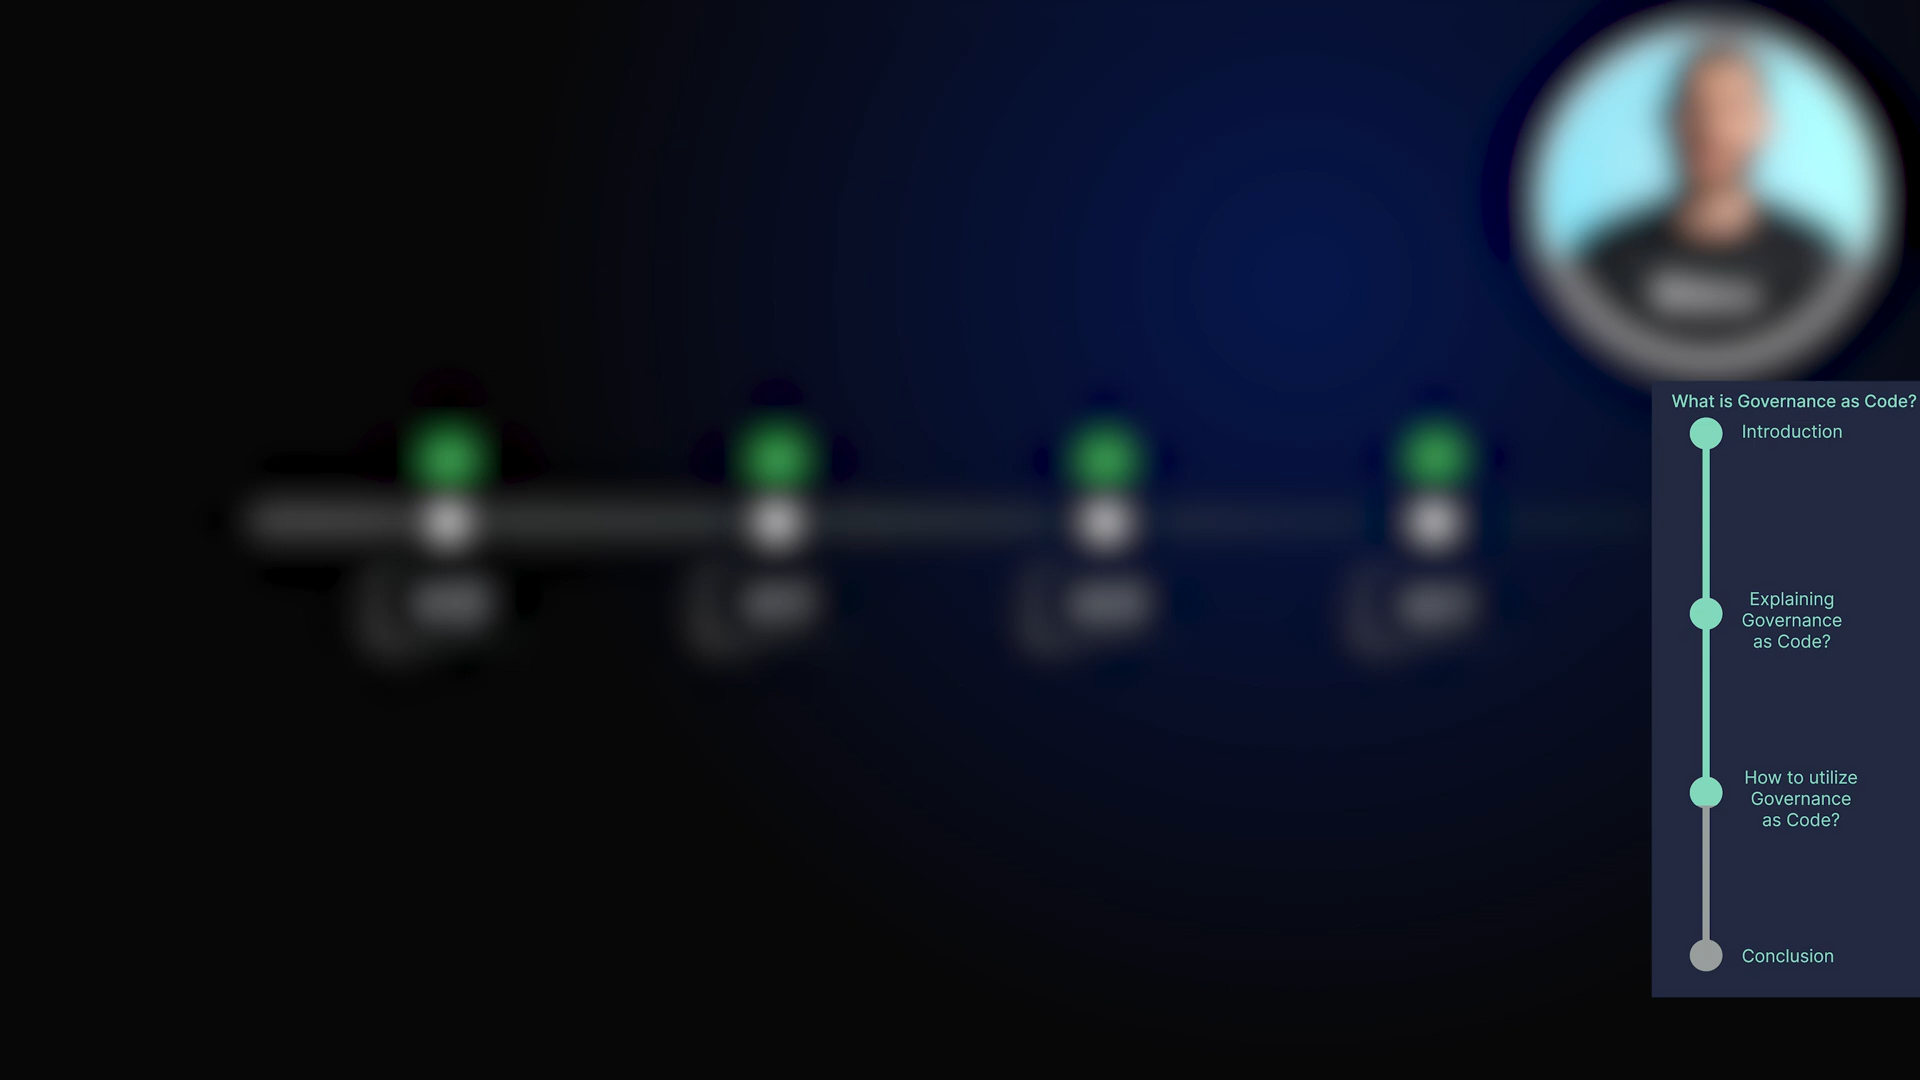 What is Governance as Code?
Introduction
Explaining
Governance
as Code?
How to utilize
Governance
as Code?
Conclusion